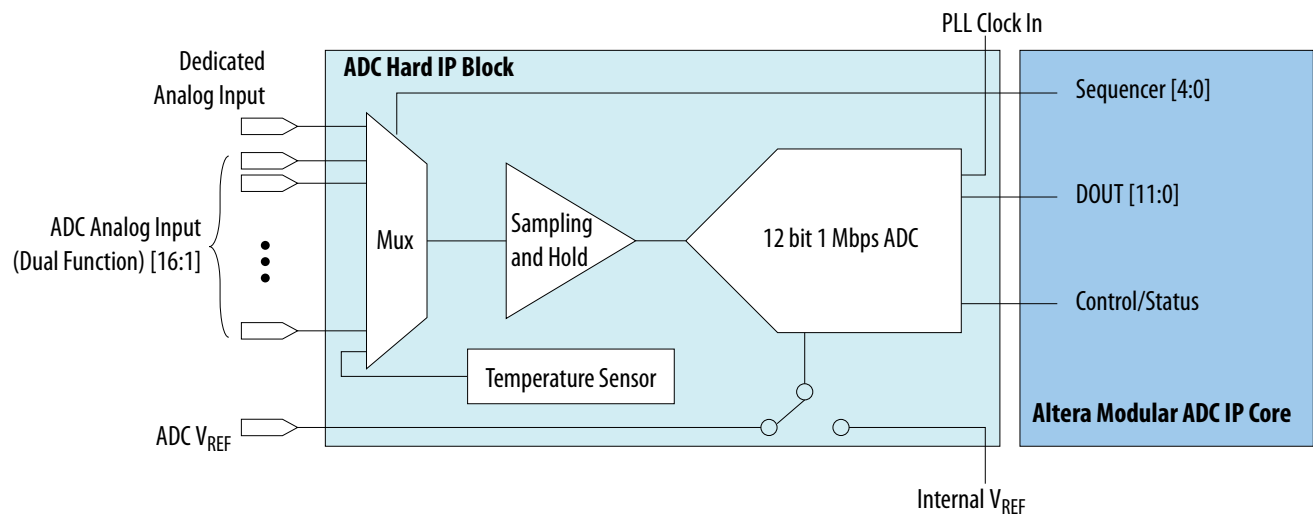 PLL Clock In
Dedicated
Analog Input
ADC Hard IP Block
Sequencer [4:0]
ADC Analog Input
(Dual Function) [16:1]
Mux
Sampling
and Hold
12 bit 1 Mbps ADC
DOUT [11:0]
Control/Status
Temperature Sensor
ADC VREF
Altera Modular ADC IP Core
Internal VREF